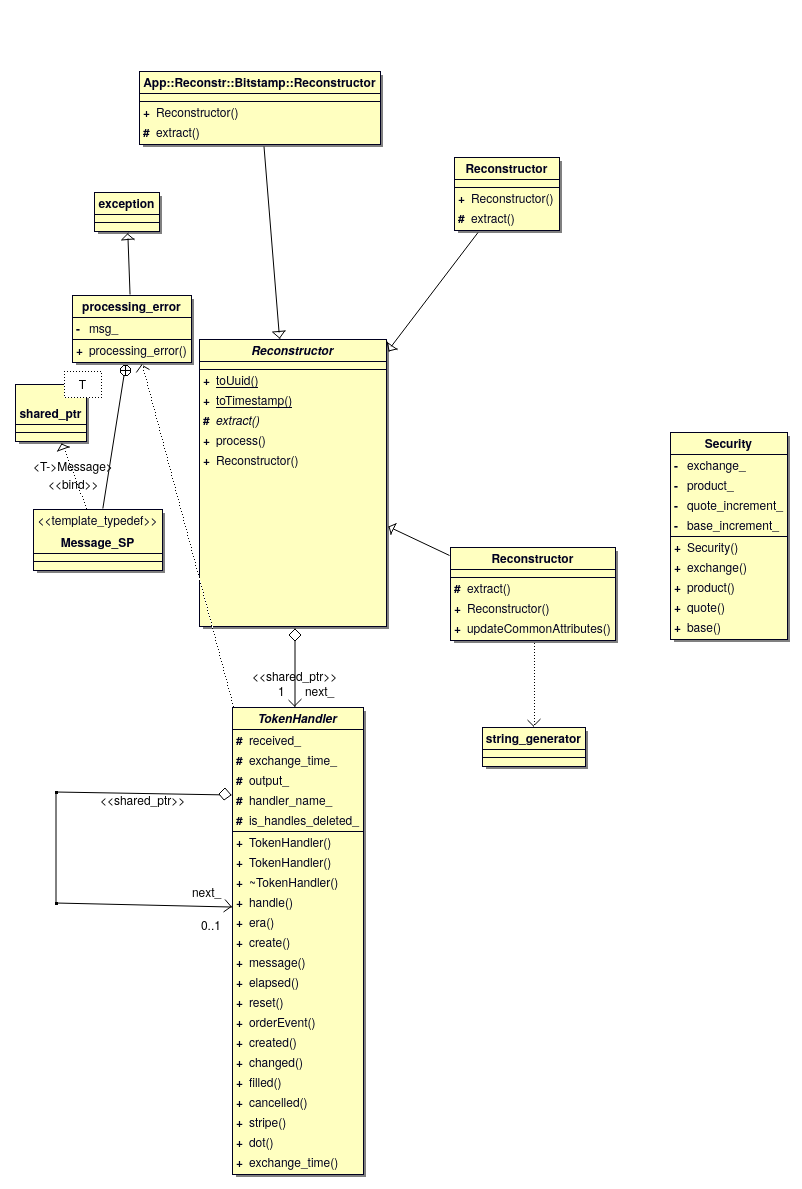 App::Reconstr::Bitstamp::Reconstructor
+ Reconstructor()
# extract()
Reconstructor
+ Reconstructor()
# extract()
exception
processing_error
- msg_
+ processing_error()
Reconstructor
+ toUuid()
+ toTimestamp()
# extract()
+ process()
+ Reconstructor()
T
shared_ptr
<T->Message>
<<bind>>
<<template_typedef>>
Message_SP
Security
- exchange_
- product_
- quote_increment_
- base_increment_
+ Security()
+ exchange()
+ product()
+ quote()
+ base()
Reconstructor
# extract()
+ Reconstructor()
+ updateCommonAttributes()
string_generator
<<shared_ptr>>
1 next_
TokenHandler
# received_
# exchange_time_
# output_
# handler_name_
# is_handles_deleted_
+ TokenHandler()
+ TokenHandler()
+ ~TokenHandler()
+ handle()
+ era()
+ create()
+ message()
+ elapsed()
+ reset()
+ orderEvent()
+ created()
+ changed()
+ filled()
+ cancelled()
+ stripe()
+ dot()
+ exchange_time()
<<shared_ptr>>
next_
0..1